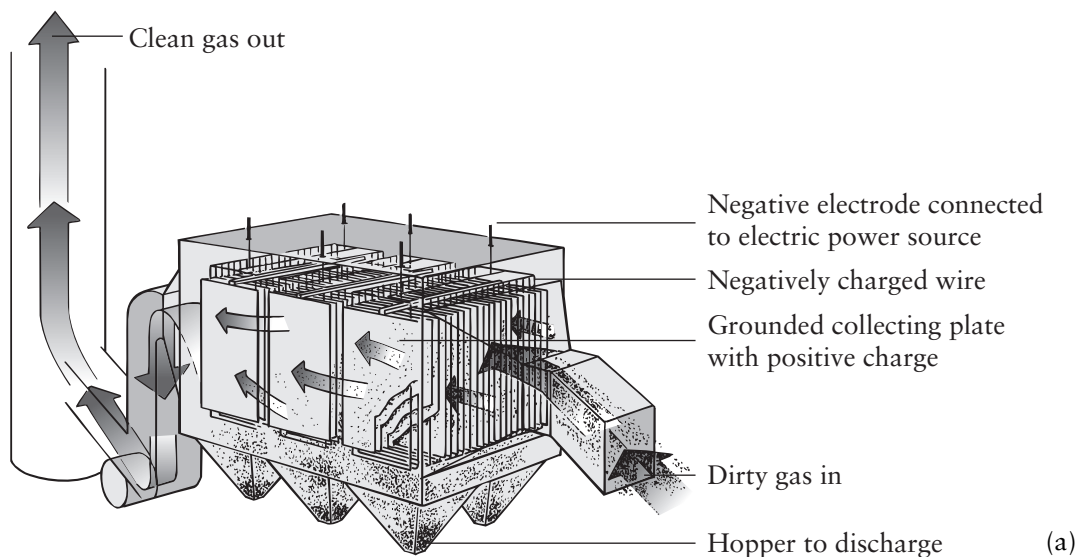 Clean gas out
Negative electrode connected
to electric power source
Negatively charged wire
Grounded collecting plate
with positive charge
Dirty gas in
Hopper to discharge
(a)